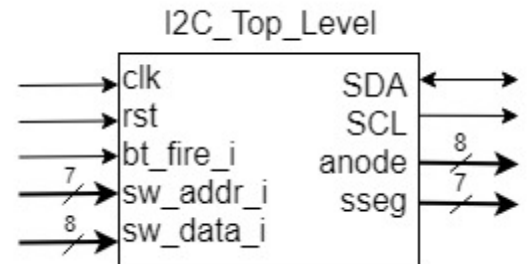 I2C_Top_Level
clk
rst
bt_fire_i
7
sw_addr_i
8
sw_data_i
SDA
SCL
anode
8
sseg
7